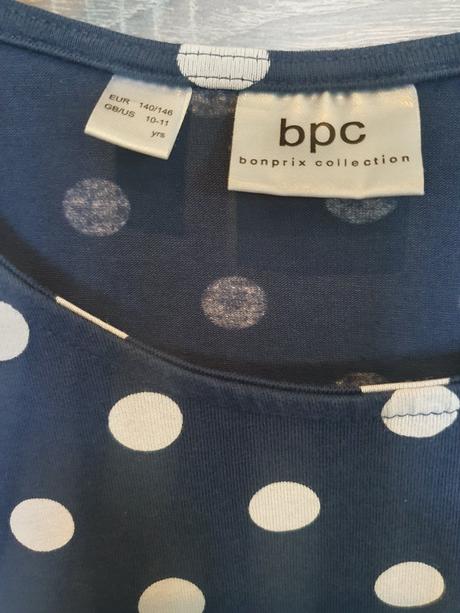 EUR 140/146
GB/US 10-11
yrs
bpc
bonprix collection